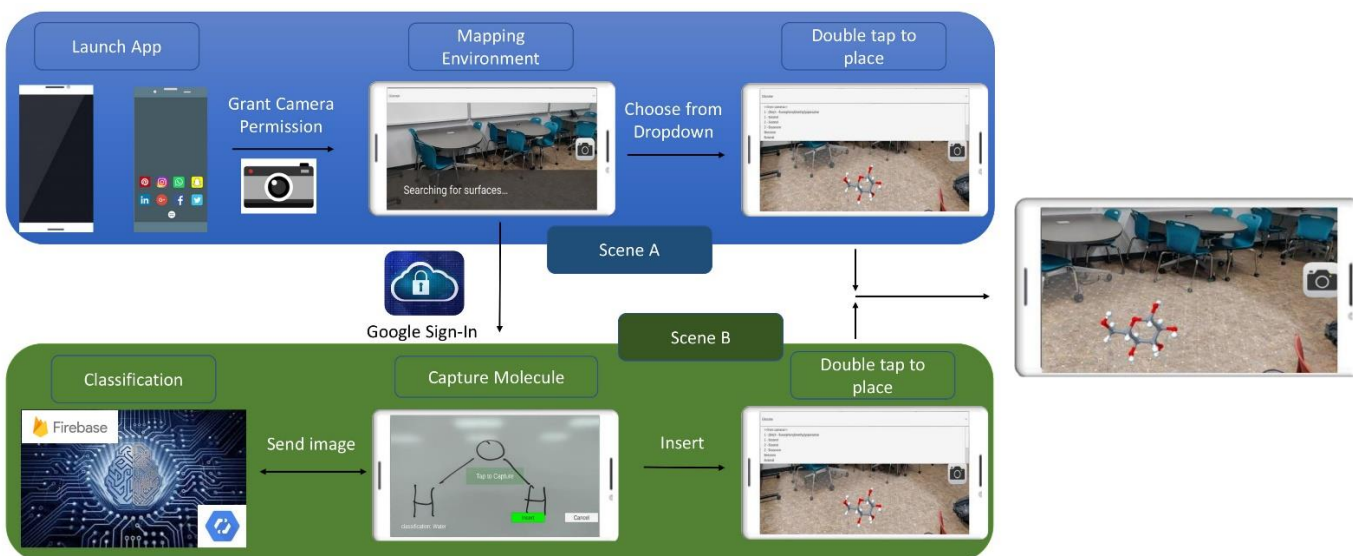 Launch App
Mapping
Environment
Double tap to
place
Grant Camera
Permission
Choose from
Dropdown
Searching for surfaces...
Scene A
Google Sign-In
Scene B
Classification
Capture Molecule
Double tap to
place
Firebase
Send image
Insert
Tap to Capture
H
H
Insert
Cancel
Classification: Water